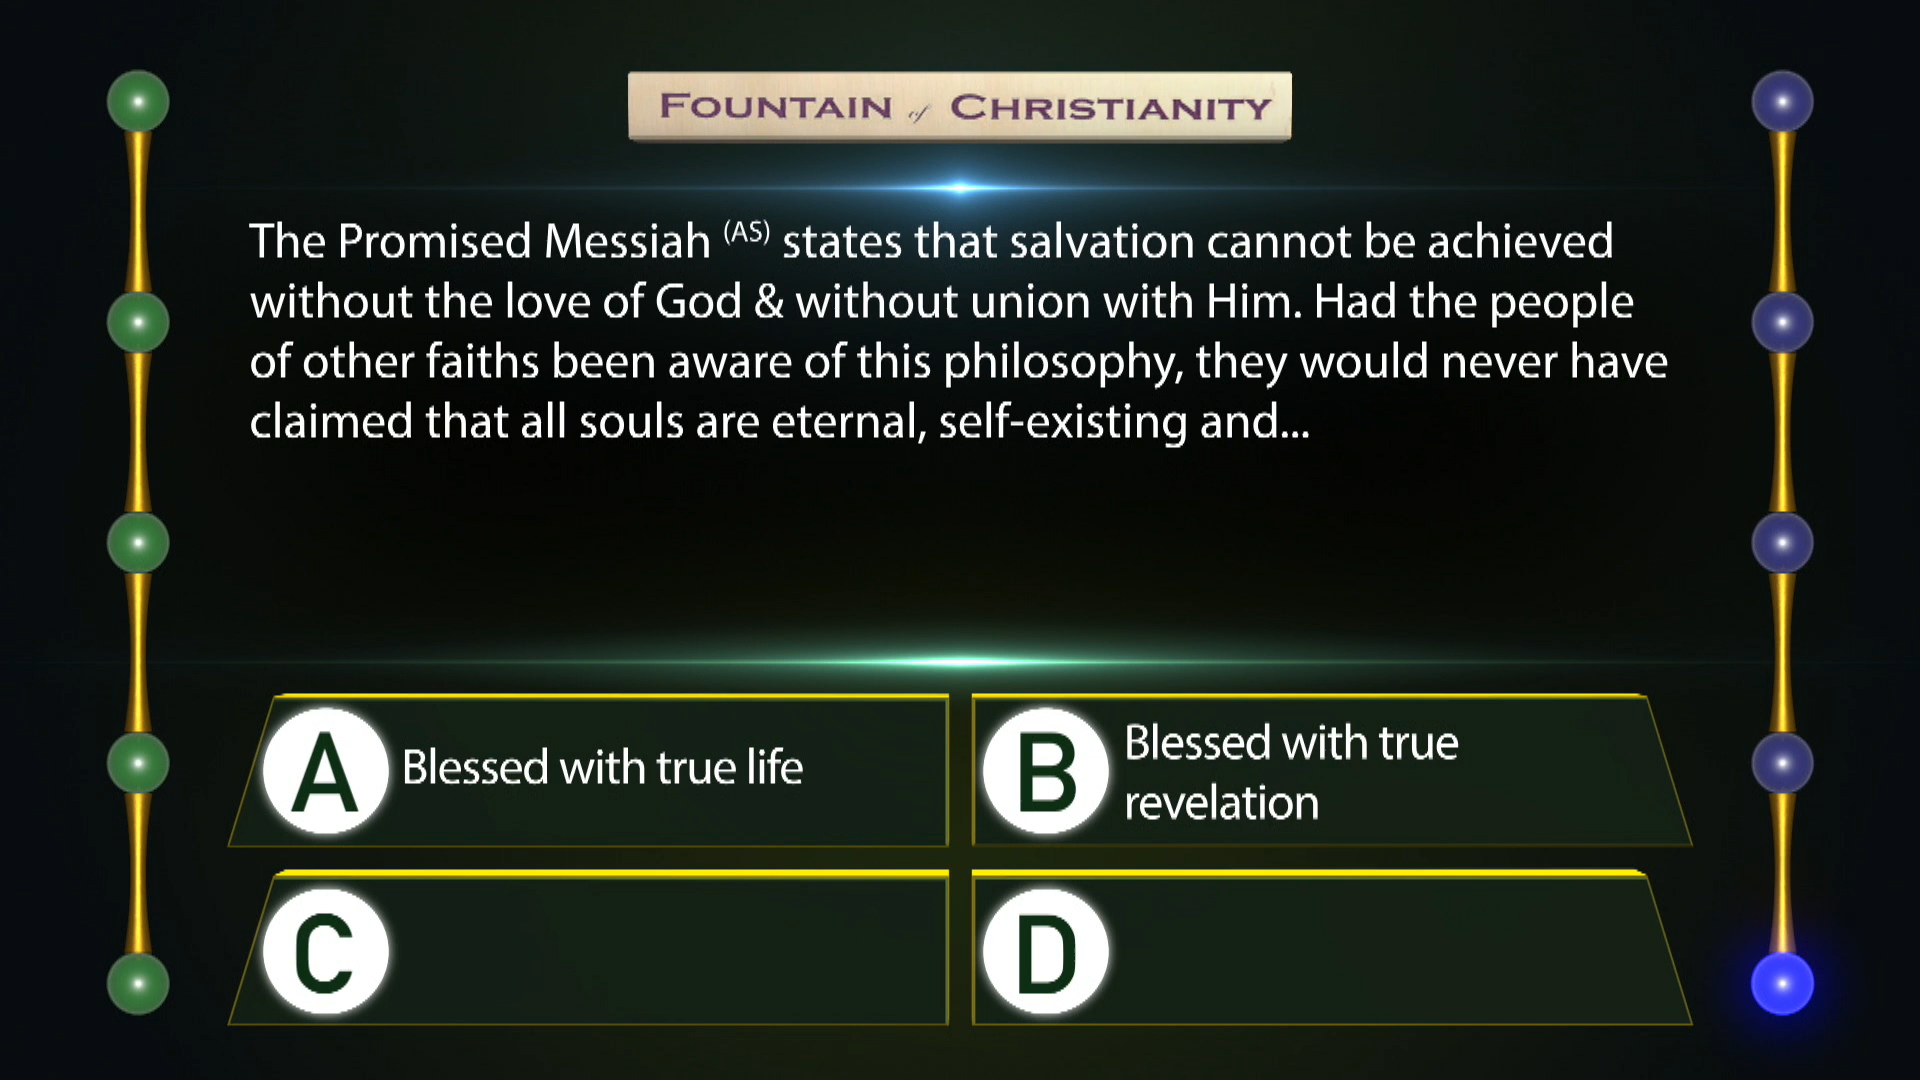 FOUNTAIN of CHRISTIANITY
The Promised Messiah (AS) states that salvation cannot be achieved
without the love of God & without union with Him. Had the people
of other faiths been aware of this philosophy, they would never have
claimed that all souls are eternal, self-existing and...
A Blessed with true life
B Blessed with true
revelation
C
D